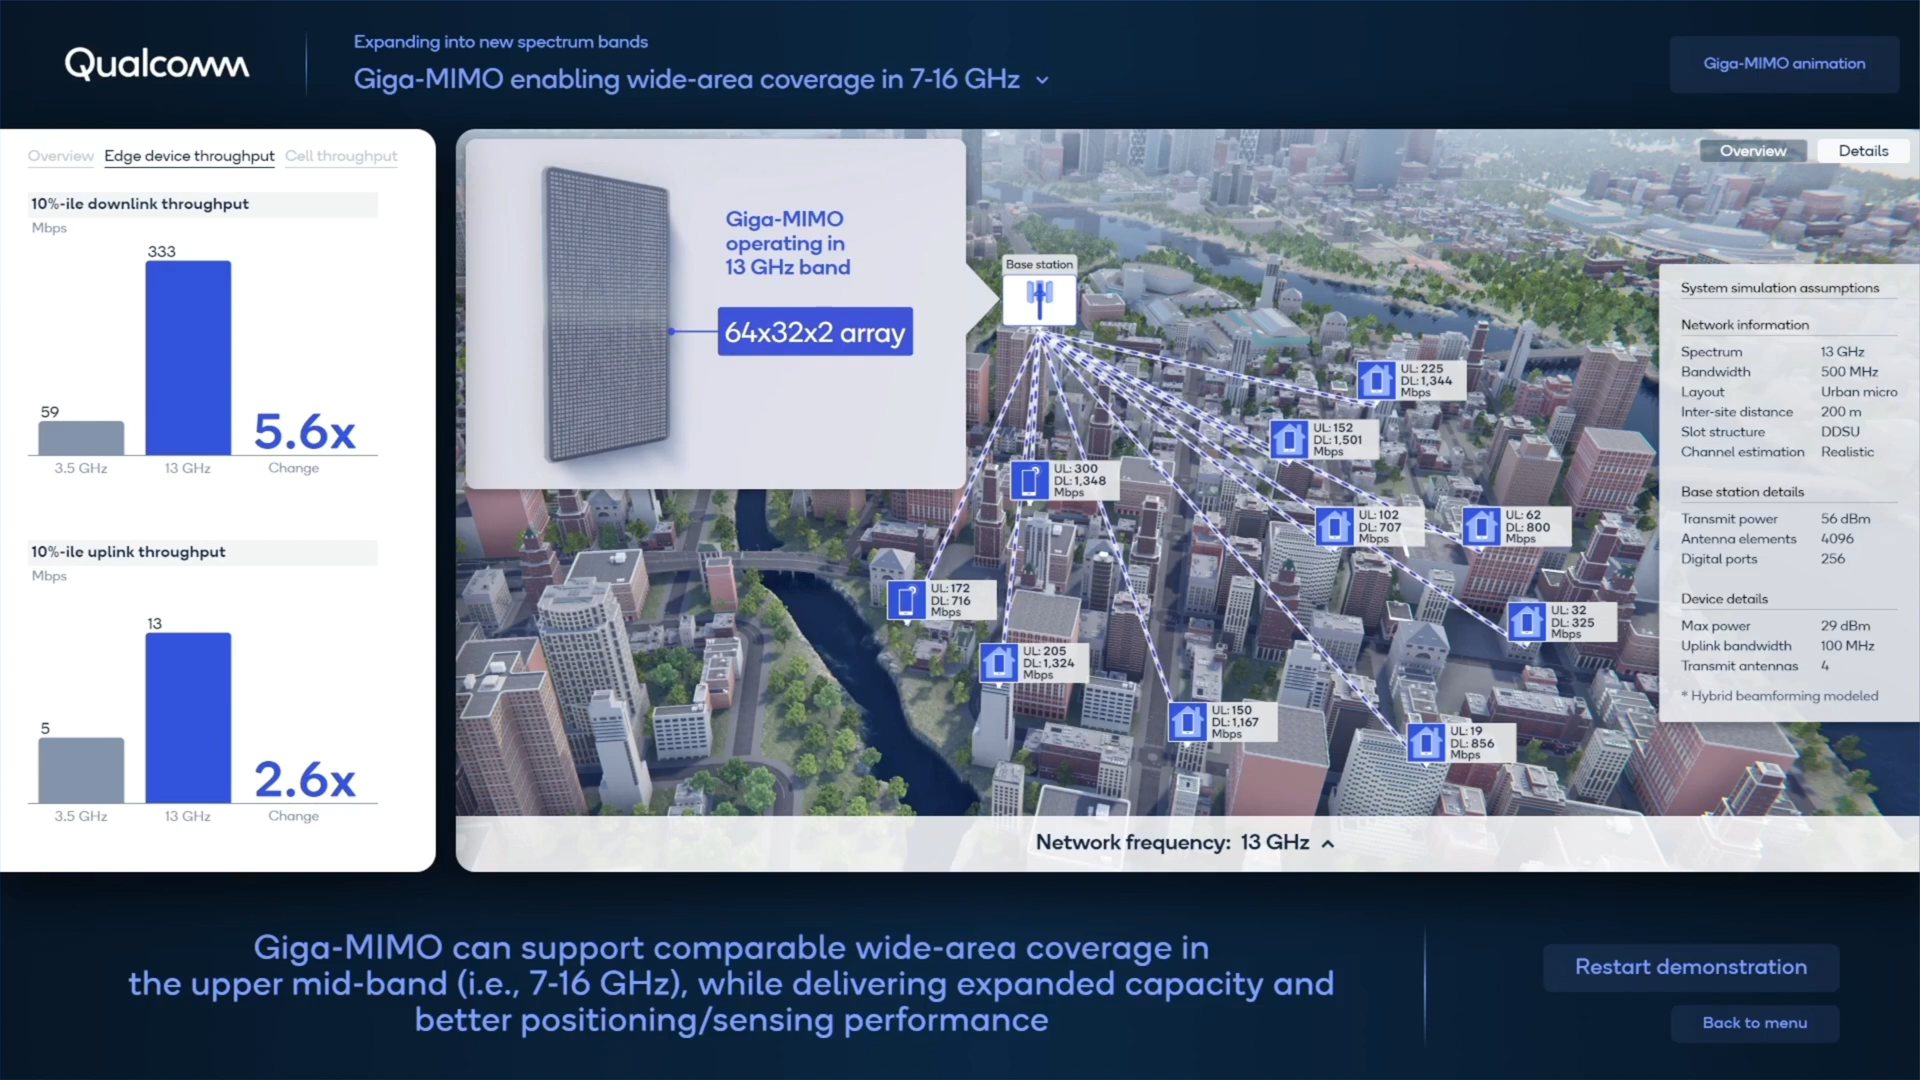 Qualcomm
Expanding into new spectrum bands
Giga-MIMO enabling wide-area coverage in 7-16 GHz
Giga-MIMO animation
Overview Edge device throughput Cell throughput
10%-ile downlink throughput
Mbps
333
59
5.6x
3.5 GHz 13 GHz Change
10%-ile uplink throughput
Mbps
13
5
2.6x
3.5 GHz 13 GHz Change
Giga-MIMO
operating in
13 GHz band
64x32x2 array
Base station
Overview Details
UL: 225
DL: 1,344
Mbps
UL: 152
DL: 1,501
Mbps
UL: 300
DL: 1,348
Mbps
UL: 102
DL: 707
Mbps
UL: 62
DL: 800
Mbps
UL: 172
DL: 716
Mbps
UL: 32
DL: 325
Mbps
UL: 205
DL: 1,324
Mbps
UL: 150
DL: 1,167
Mbps
UL: 19
DL: 856
Mbps
System simulation assumptions
Network information
Spectrum 13 GHz
Bandwidth 500 MHz
Layout Urban micro
Inter-site distance 200 m
Slot structure DDSU
Channel estimation Realistic
Base station details
Transmit power 56 dBm
Antenna elements 4096
Digital ports 256
Device details
Max power 29 dBm
Uplink bandwidth 100 MHz
Transmit antennas 4
* Hybrid beamforming modeled
Network frequency: 13 GHz
Giga-MIMO can support comparable wide-area coverage in
the upper mid-band (i.e., 7-16 GHz), while delivering expanded capacity and
better positioning/sensing performance
Restart demonstration
Back to menu